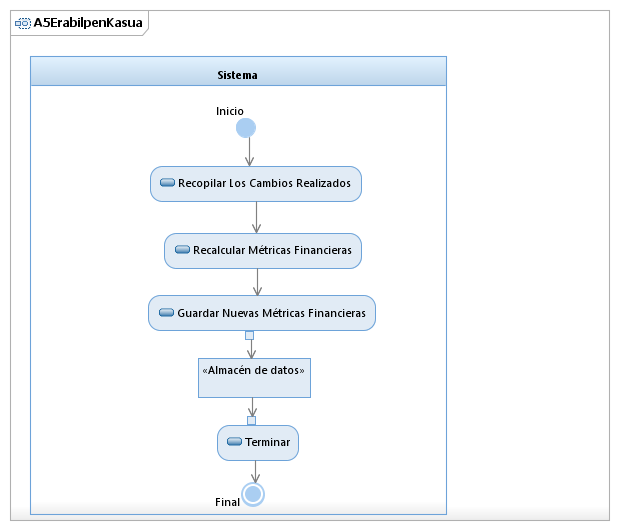 A5ErabilpenKasua
Sistema
Inicio
Recopilar Los Cambios Realizados
Recalcular Métricas Financieras
Guardar Nuevas Métricas Financieras
«Almacén de datos»
Terminar
Final